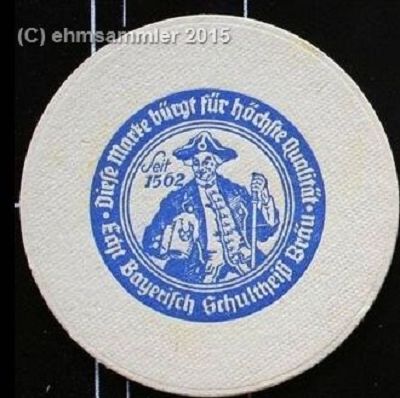 (C) ehmsammler 2015
• Diese Marke bürgt für höchste Qualität •
Seit
1562
Echt Bayerisch Schultheiß Bräu